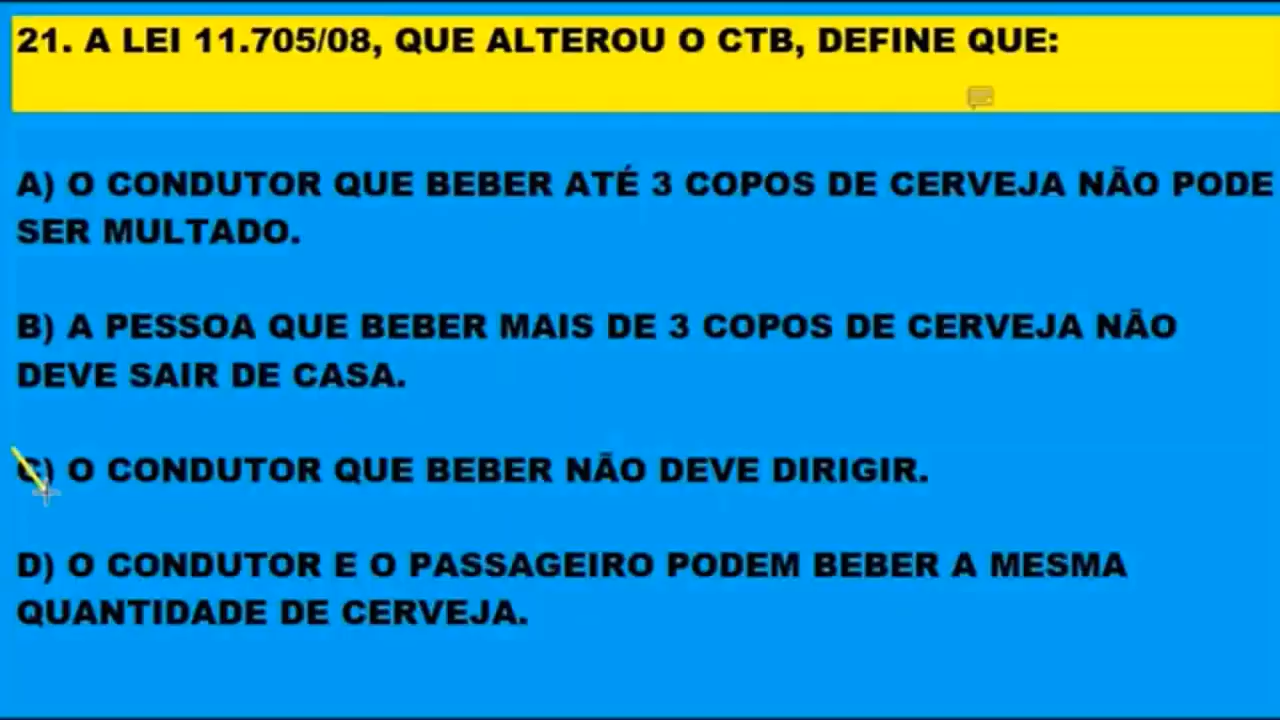 21. A LEI 11.705/08, QUE ALTEROU O CTB, DEFINE QUE:
A) O CONDUTOR QUE BEBER ATÉ 3 COPOS DE CERVEJA NÃO PODE
SER MULTADO.
B) A PESSOA QUE BEBER MAIS DE 3 COPOS DE CERVEJA NÃO
DEVE SAIR DE CASA.
C) O CONDUTOR QUE BEBER NÃO DEVE DIRIGIR.
D) O CONDUTOR E O PASSAGEIRO PODEM BEBER A MESMA
QUANTIDADE DE CERVEJA.